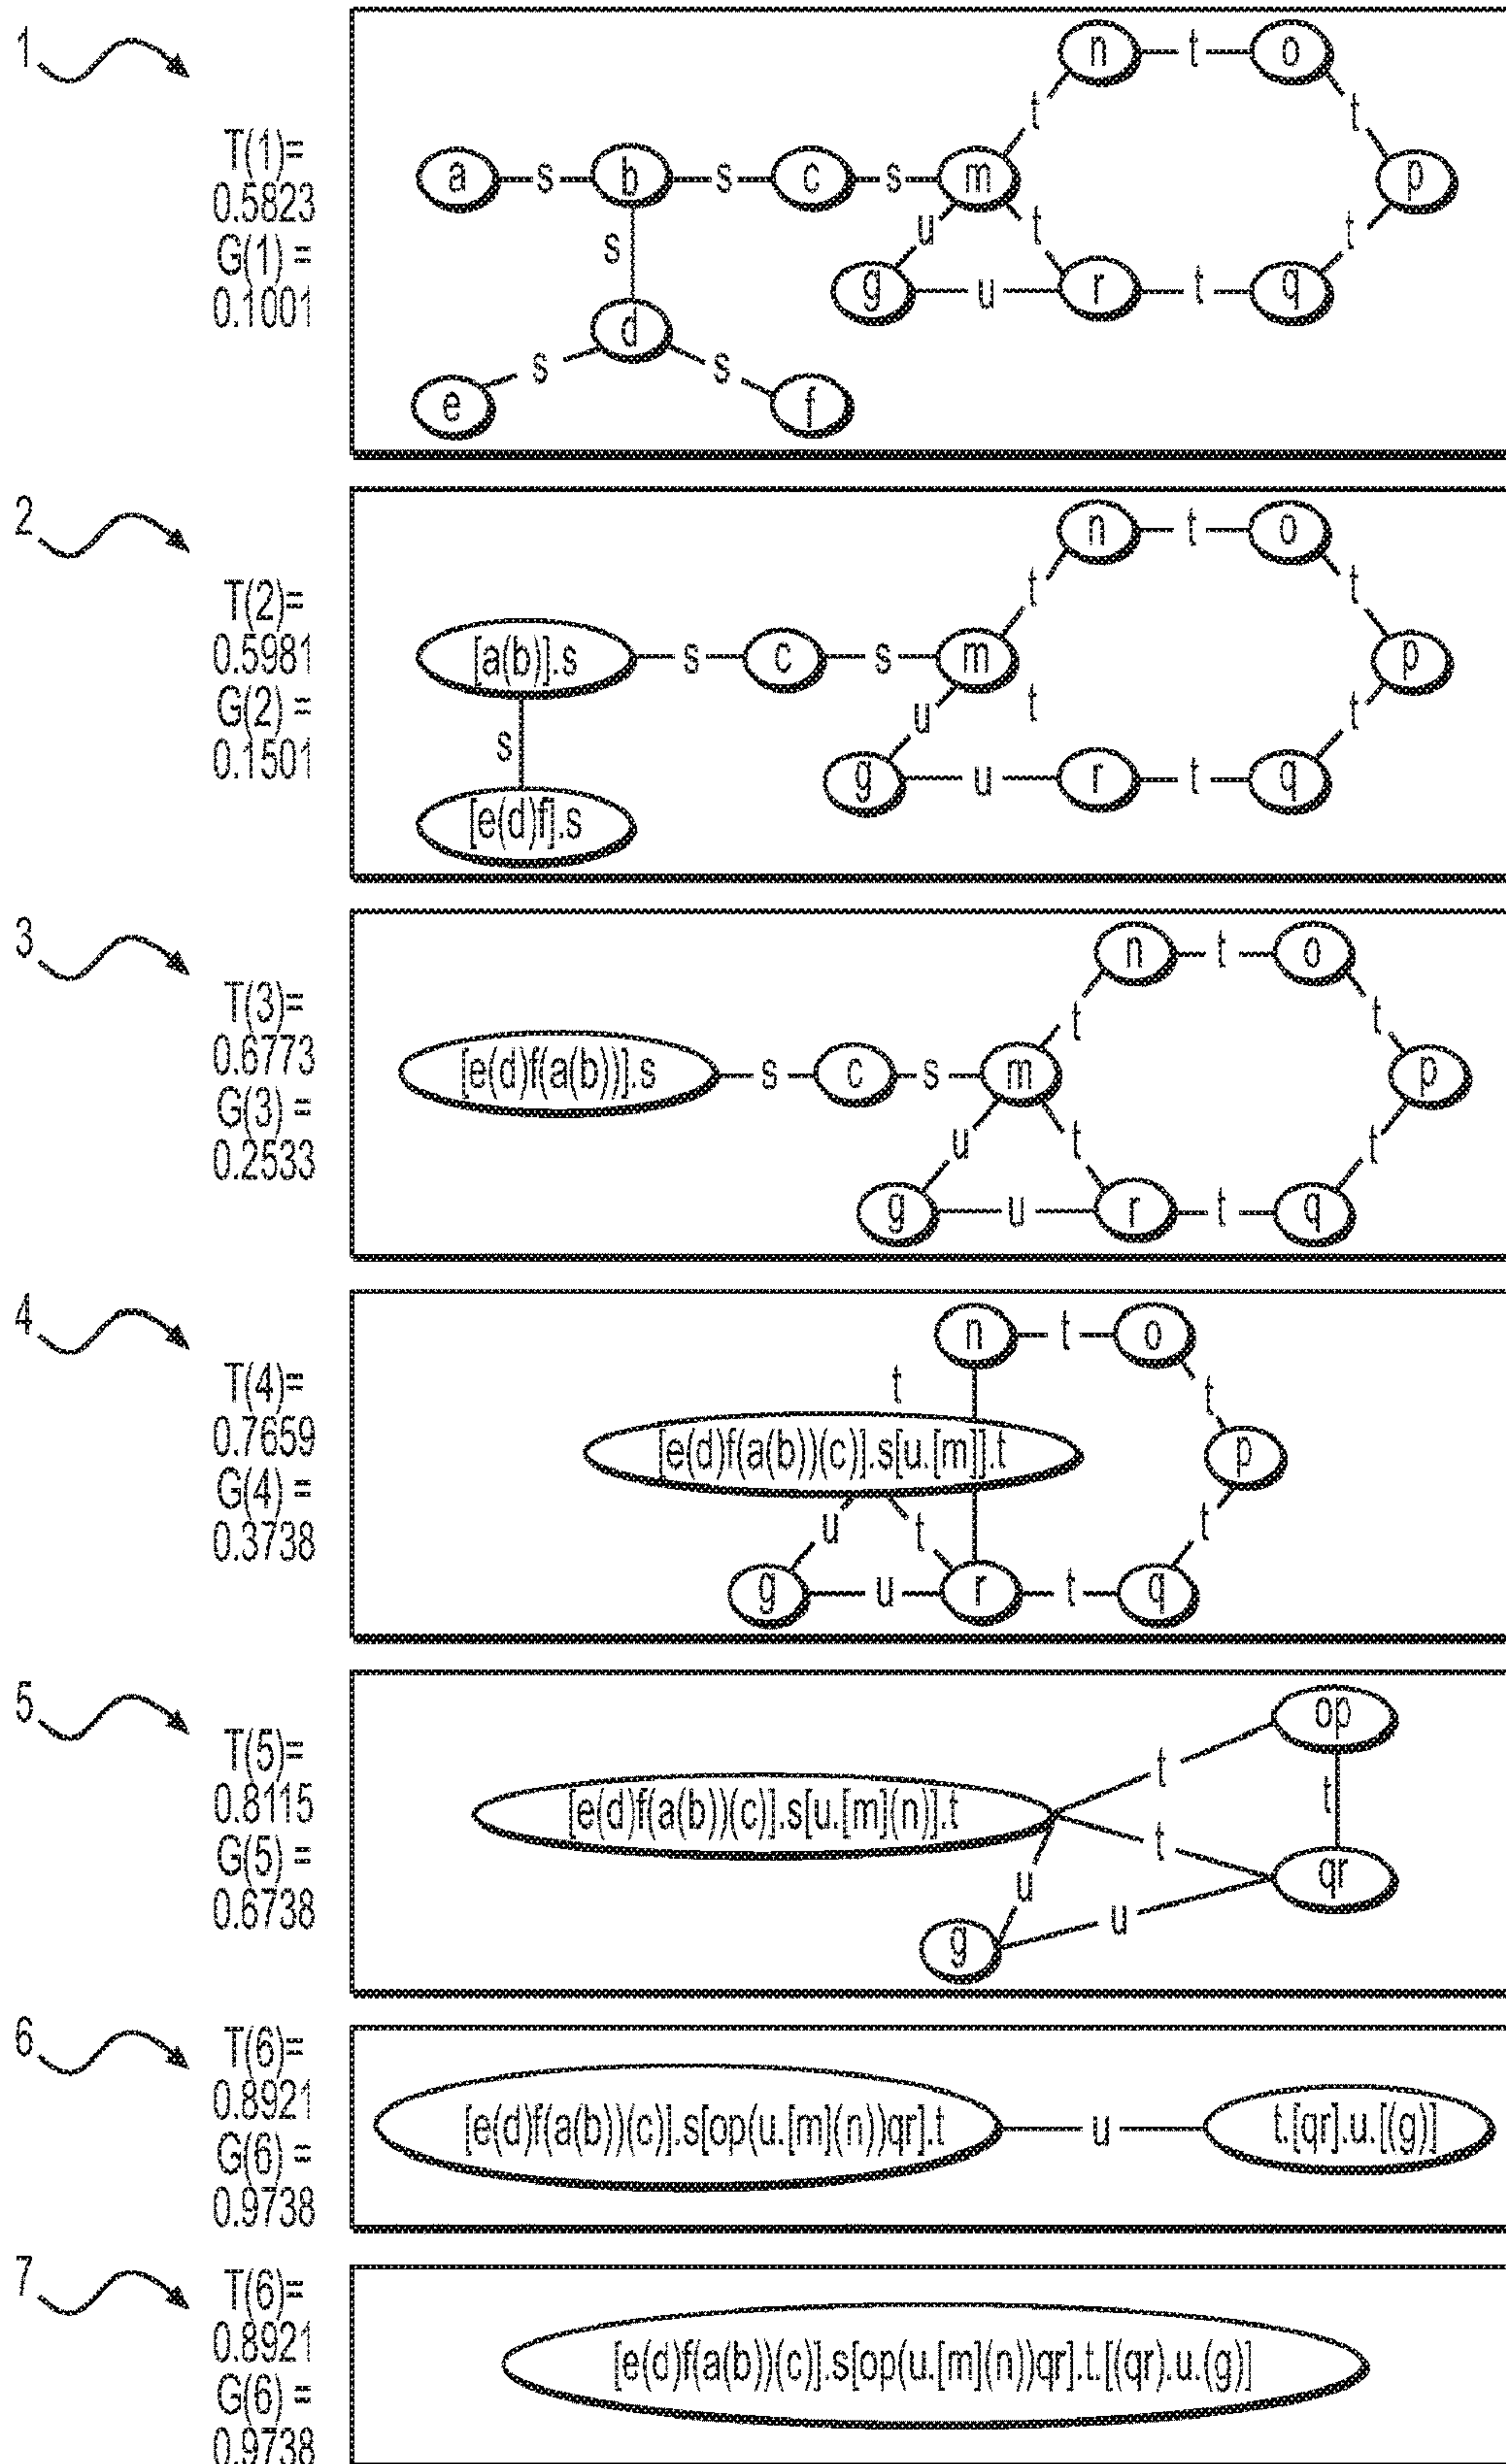 1
T(1)=
0.5823
G(1) =
0.1001
n t o
t t
a s b s c s m p
s u t t
g u r t q
d
s s
e f
2
T(2)=
0.5981
G(2) =
0.1501
n t o
t t
[a(b)].s s c s m p
s u t t
g u r t q
[e(d)f].s
3
T(3)=
0.6773
G(3) =
0.2533
n t o
t t
[e(d)f(a(b))].s s c s m p
u t t
g u r t q
4
T(4)=
0.7659
G(4) =
0.3738
n t o
t t
[e(d)f(a(b))(c)].s[u.[m]].t p
u t t
g u r t q
5
T(5)=
0.8115
G(5) =
0.6738
op
t
[e(d)f(a(b))(c)].s[u.[m](n)].t t
t
u qr
u
g
6
T(6)=
0.8921
G(6) =
0.9738
[e(d)f(a(b))(c)].s[op(u.[m](n))qr].t u t.[qr].u.[(g)]
7
T(6)=
0.8921
G(6) =
0.9738
[e(d)f(a(b))(c)].s[op(u.[m](n))qr].t.[(qr).u.(g)]